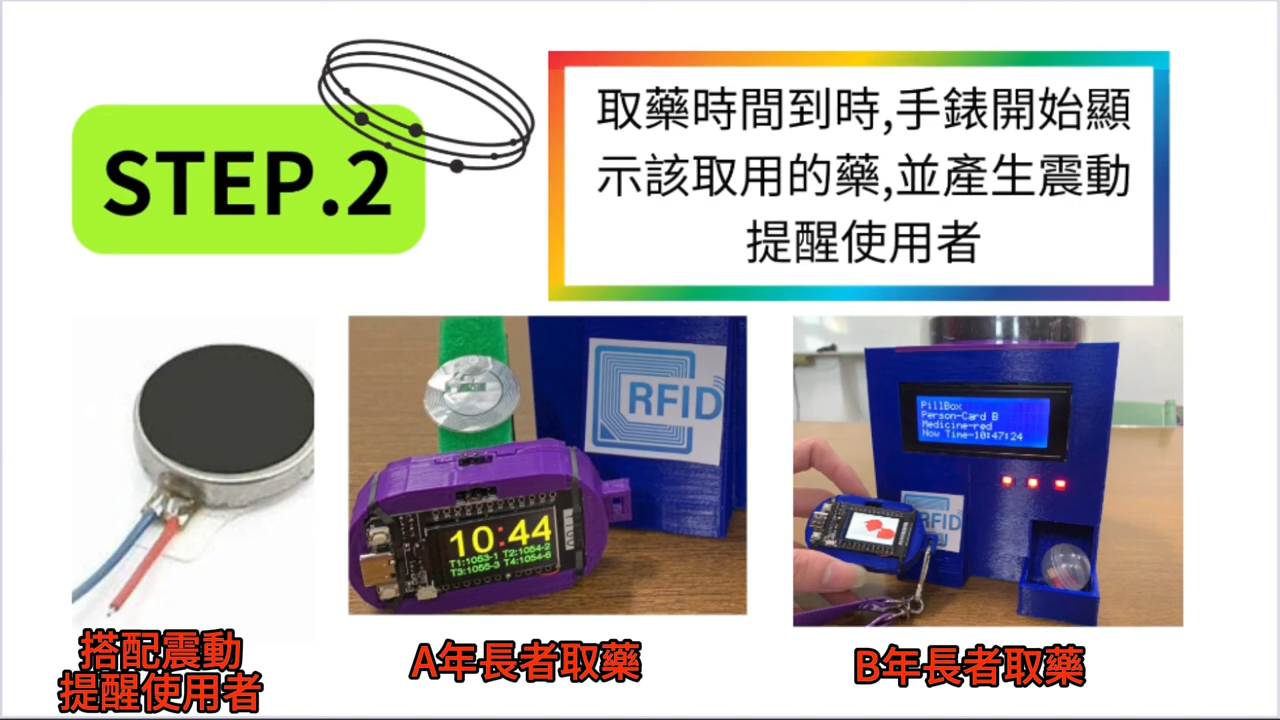 STEP.2
取藥時間到時,手錶開始顯
示該取用的藥,並產生震動
提醒使用者
RFID
10:44
T1:1053-1 T2:1054-2
T3:1055-3 T4:1054-6
PillBox
Person-Card B
Medicine-red
Now Time-10:47:24
RFID
搭配震動
提醒使用者
A年長者取藥
B年長者取藥